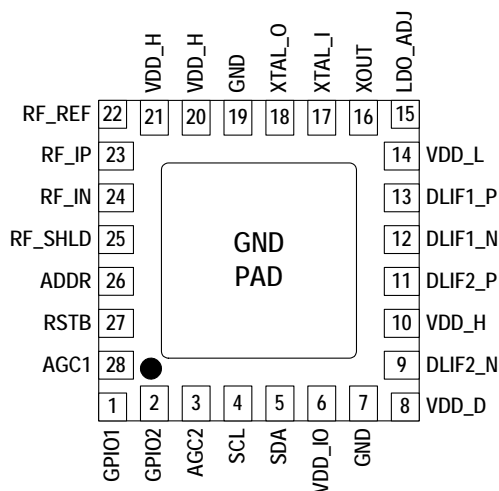 VDD_H
VDD_H
GND
XTAL_O
XTAL_I
XOUT
LDO_ADJ
RF_REF 22 21 20 19 18 17 16 15
RF_IP 23 14 VDD_L
RF_IN 24 13 DLIF1_P
RF_SHLD 25 12 DLIF1_N
GND
PAD
ADDR 26 11 DLIF2_P
RSTB 27 10 VDD_H
AGC1 28 9 DLIF2_N
1 2 3 4 5 6 7 8 VDD_D
GPIO1
GPIO2
AGC2
SCL
SDA
VDD_IO
GND